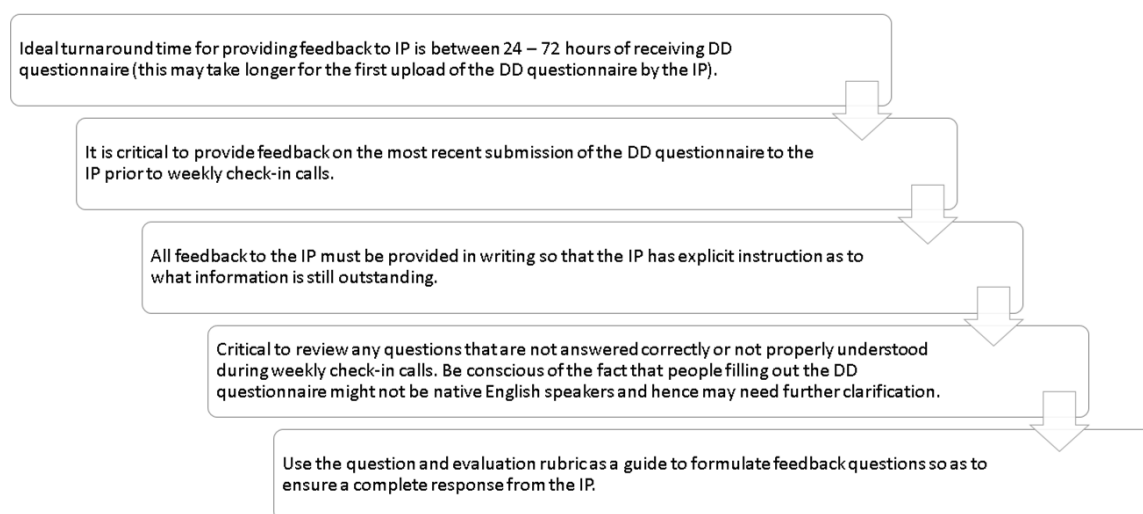 Ideal turnaround time for providing feedback to IP is between 24 – 72 hours of receiving DD
questionnaire (this may take longer for the first upload of the DD questionnaire by the IP).
It is critical to provide feedback on the most recent submission of the DD questionnaire to the
IP prior to weekly check-in calls.
All feedback to the IP must be provided in writing so that the IP has explicit instruction as to
what information is still outstanding.
Critical to review any questions that are not answered correctly or not properly understood
during weekly check-in calls. Be conscious of the fact that people filling out the DD
questionnaire might not be native English speakers and hence may need further clarification.
Use the question and evaluation rubric as a guide to formulate feedback questions so as to
ensure a complete response from the IP.